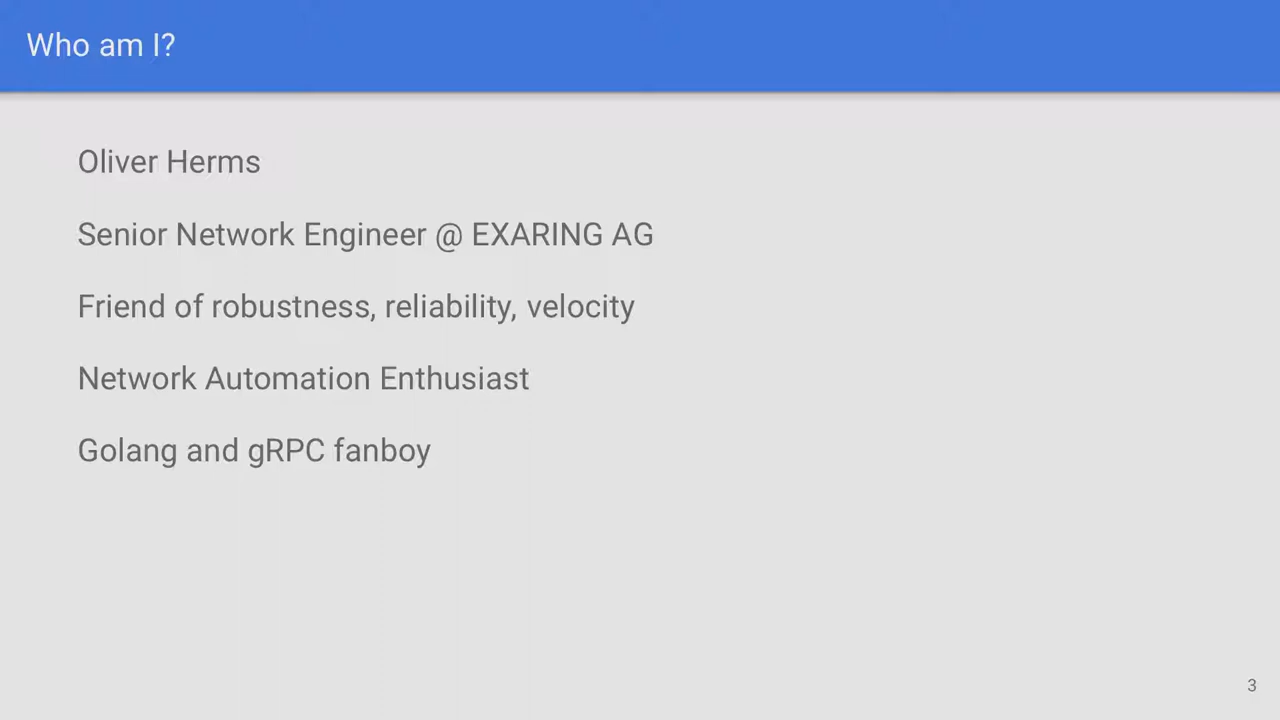 Who am I?
Oliver Herms
Senior Network Engineer @ EXARING AG
Friend of robustness, reliability, velocity
Network Automation Enthusiast
Golang and gRPC fanboy
3